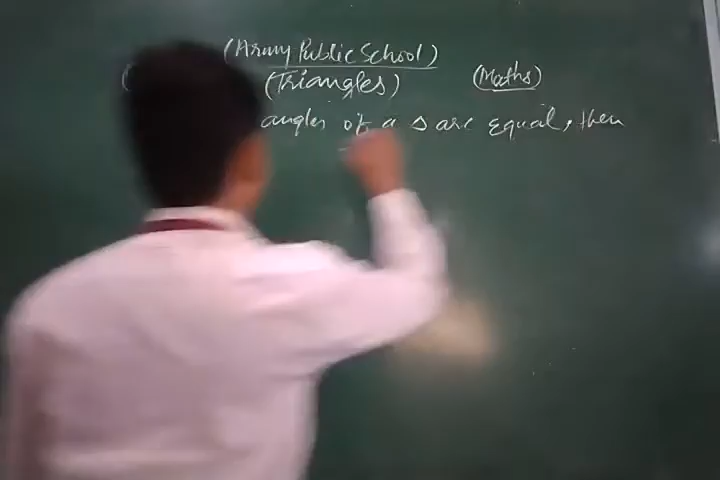 (Army Public School)
(Triangles)
(Maths)
angles of a Δ are equal, then